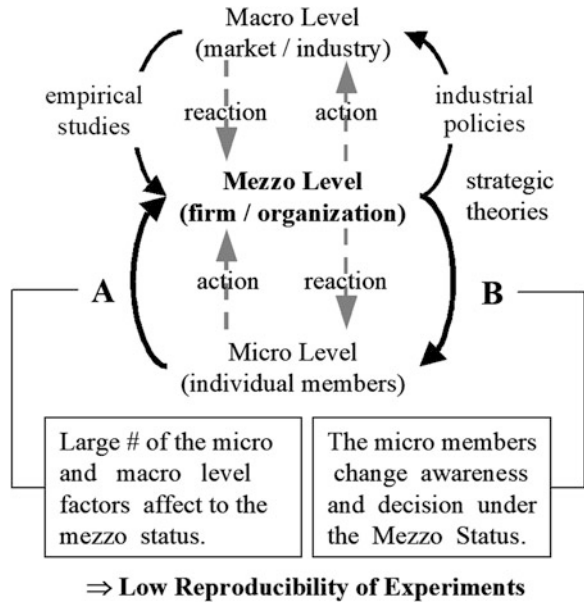 Macro Level
(market / industry)
empirical
studies
reaction
action
industrial
policies
Mezzo Level
(firm / organization)
strategic
theories
A
action
reaction
B
Micro Level
(individual members)
Large # of the micro
and macro level
factors affect to the
mezzo status.
The micro members
change awareness
and decision under
the Mezzo Status.
⇒ Low Reproducibility of Experiments